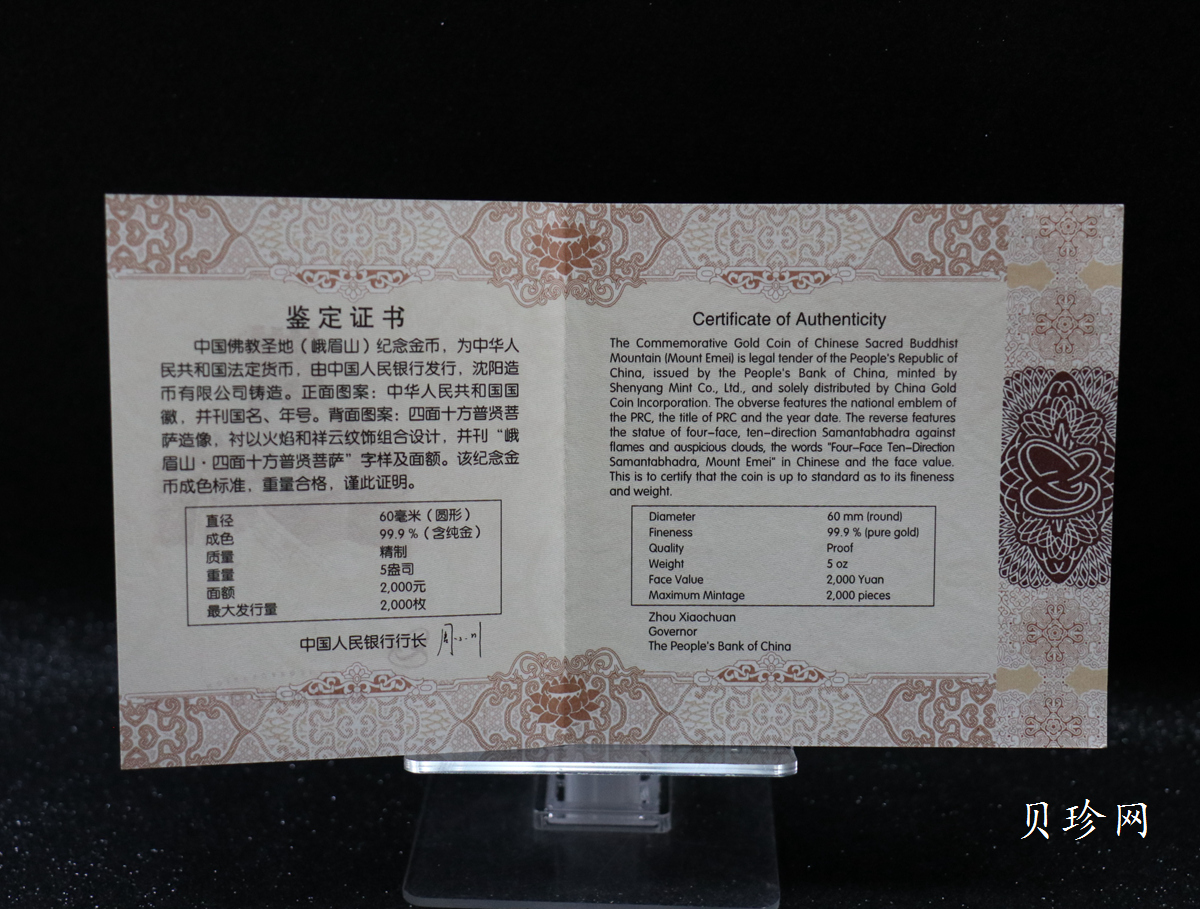 鉴定证书
中国佛教圣地（峨眉山）纪念金币，为中华人
民共和国法定货币，由中国人民银行发行，沈阳造
币有限公司铸造。正面图案：中华人民共和国国
徽，并刊国名、年号。背面图案：四面十方普贤菩
萨造像，衬以火焰和祥云纹饰组合设计，并刊“峨
眉山·四面十方普贤菩萨”字样及面额。该纪念金
币成色标准，重量合格，谨此证明。
直径 60毫米（圆形）
成色 99.9％（含纯金）
质量 精制
重量 5盎司
面额 2,000元
最大发行量 2,000枚
中国人民银行行长
Certificate of Authenticity
The Commemorative Gold Coin of Chinese Sacred Buddhist
Mountain (Mount Emei) is legal tender of the People's Republic of
China, issued by the People's Bank of China, minted by
Shenyang Mint Co., Ltd., and solely distributed by China Gold
Coin Incorporation. The obverse features the national emblem of
the PRC, the title of PRC and the year date. The reverse features
the statue of four-face, ten-direction Samantabhadra against
flames and auspicious clouds, the words "Four-Face Ten-Direction
Samantabhadra, Mount Emei" in Chinese and the face value.
This is to certify that the coin is up to standard as to its fineness
and weight.
Diameter 60 mm (round)
Fineness 99.9 % (pure gold)
Quality Proof
Weight 5 oz
Face Value 2,000 Yuan
Maximum Mintage 2,000 pieces
Zhou Xiaochuan
Governor
The People's Bank of China
贝珍网